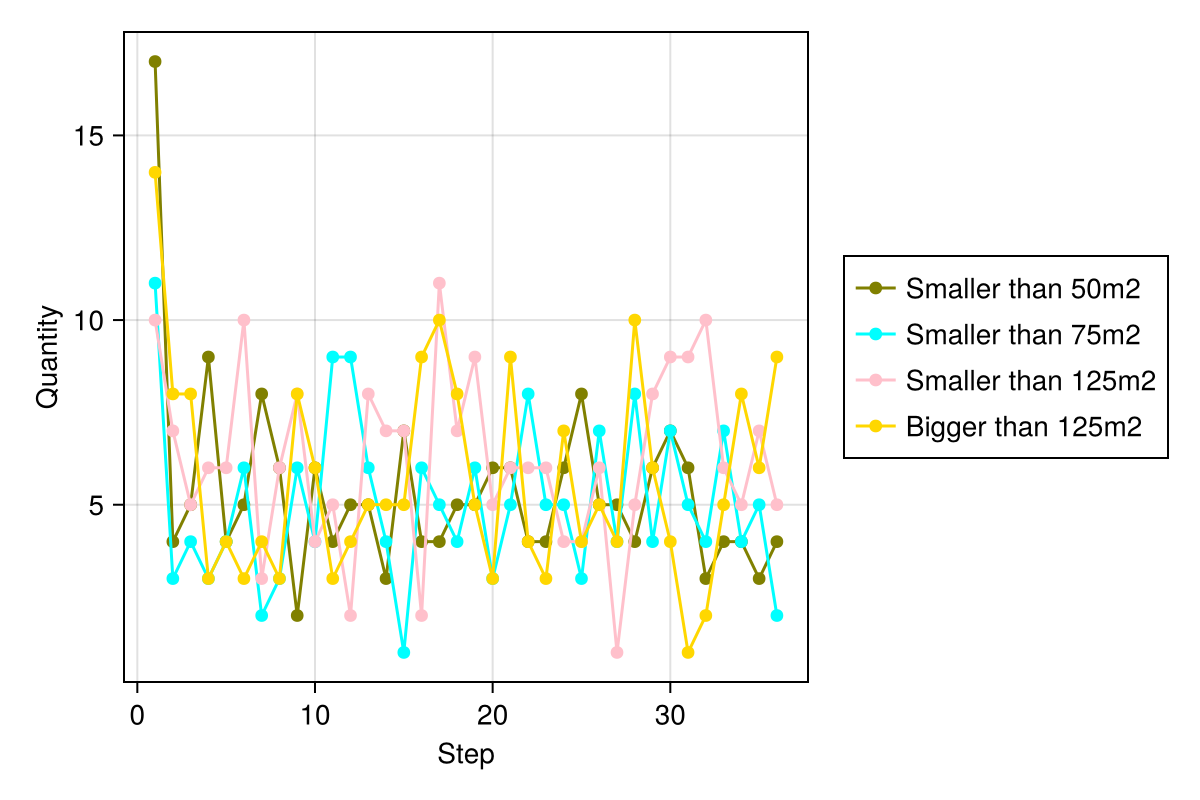 15
10
5
Quantity
0 10 20 30
Step
Smaller than 50m2
Smaller than 75m2
Smaller than 125m2
Bigger than 125m2